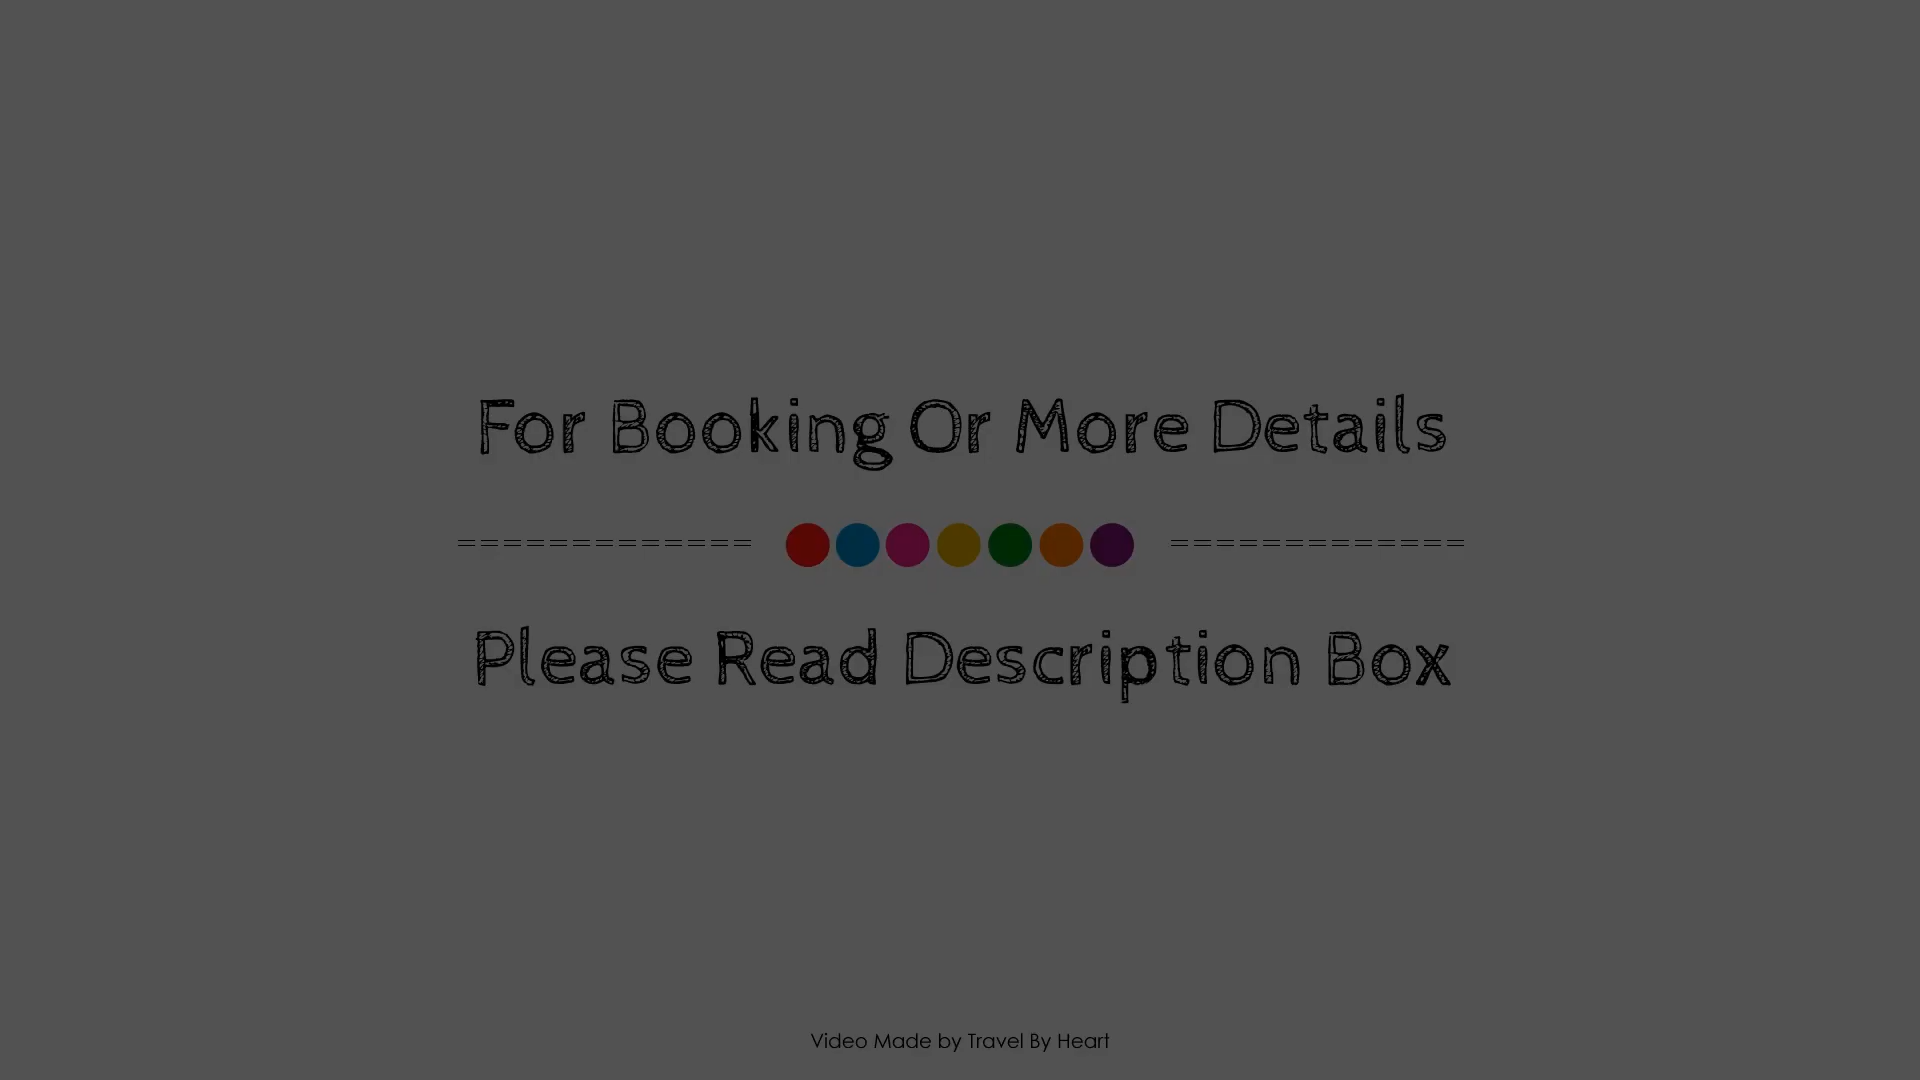 For Booking Or More Details
============= =============
Please Read Description Box
Video Made by Travel By Heart